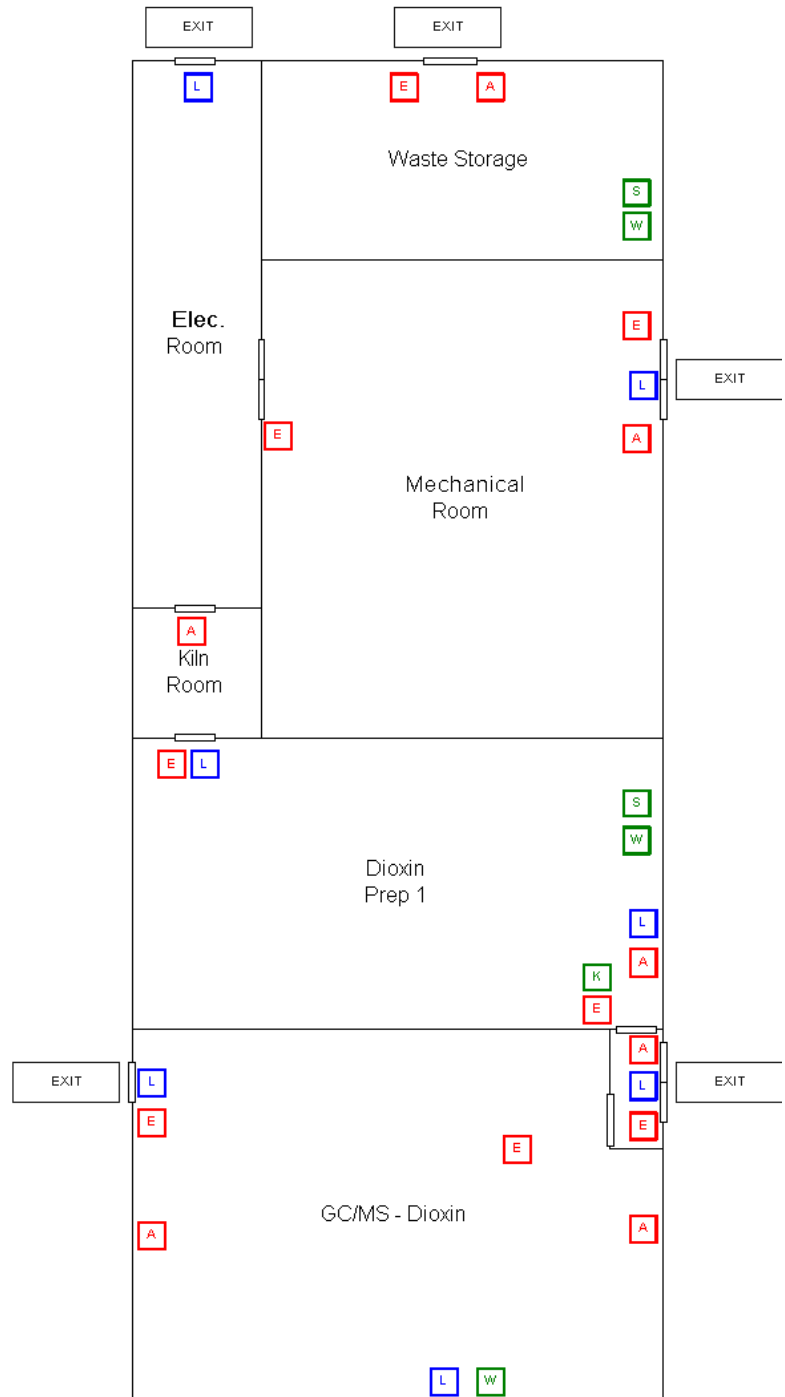 EXIT
EXIT
L
E
A
Waste Storage
S
W
Elec.
Room
E
L
EXIT
E
A
Mechanical
Room
A
Kiln
Room
E
L
S
W
Dioxin
Prep 1
L
A
K
E
A
EXIT
L
L
EXIT
E
E
E
GC/MS - Dioxin
A
A
L
W